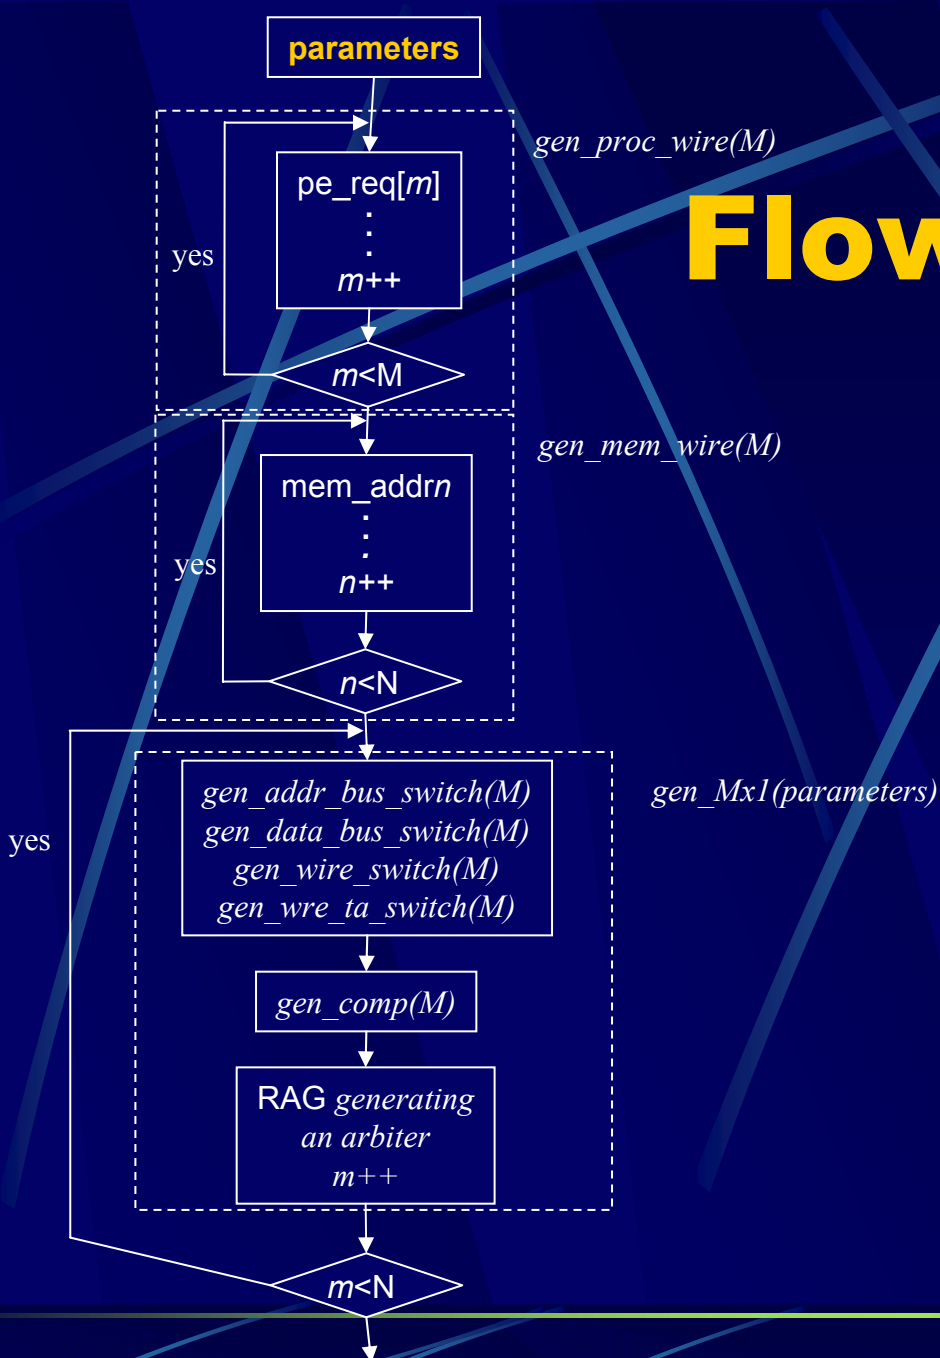 parameters
gen_proc_wire(M)
pe_req[m]
.
.
.
m++
Flow
yes
m<M
gen_mem_wire(M)
mem_addrn
.
.
.
n++
yes
n<N
gen_addr_bus_switch(M)
gen_data_bus_switch(M)
gen_wire_switch(M)
gen_wre_ta_switch(M)
gen_Mx1(parameters)
yes
gen_comp(M)
RAG generating
an arbiter
m++
m<N